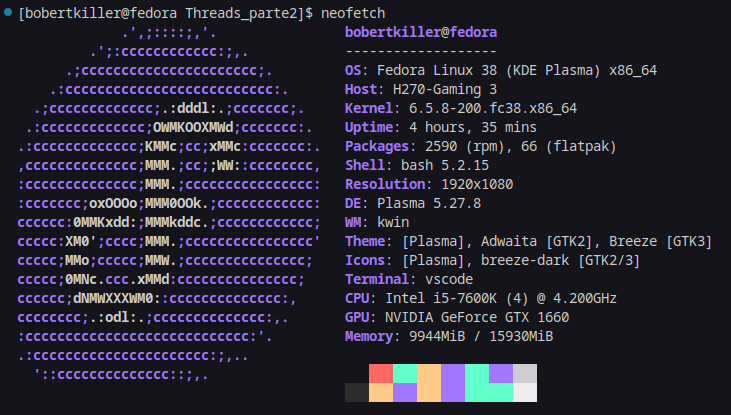 [bobertkiller@fedora Threads_parte2]$ neofetch
             .',;::::;,'.                bobertkiller@fedora
         .';:cccccccccccc:;,.            -------------------
      .;cccccccccccccccccccccc;.         OS: Fedora Linux 38 (KDE Plasma) x86_64
    .:cccccccccccccccccccccccccc:.       Host: H270-Gaming 3
  .;ccccccccccccc;.:dddl:.;ccccccc;.     Kernel: 6.5.8-200.fc38.x86_64
 .:ccccccccccccc;OWMKOOXMWd;ccccccc:.    Uptime: 4 hours, 35 mins
.:ccccccccccccc;KMMc;cc;xMMc:ccccccc:.   Packages: 2590 (rpm), 66 (flatpak)
,cccccccccccccc;MMM.;cc;;WW::cccccccc,   Shell: bash 5.2.15
:cccccccccccccc;MMM.;cccccccccccccccc:   Resolution: 1920x1080
:ccccccc;oxOOOo;MMM0OOk.;cccccccccccc:   DE: Plasma 5.27.8
cccccc:0MMKxdd:;MMMkddc.;cccccccccccc;   WM: kwin
ccccc:XM0';cccc;MMM.;cccccccccccccccc'   Theme: [Plasma], Adwaita [GTK2], Breeze [GTK3]
ccccc;MMo;ccccc;MMW.;ccccccccccccccc;    Icons: [Plasma], breeze-dark [GTK2/3]
ccccc;0MNc.ccc.xMMd:ccccccccccccccc;     Terminal: vscode
cccccc;dNMWXXXWM0::cccccccccccccc:,      CPU: Intel i5-7600K (4) @ 4.200GHz
cccccccc;.:odl:.;cccccccccccccc:,.       GPU: NVIDIA GeForce GTX 1660
:cccccccccccccccccccccccccccc:'.         Memory: 9944MiB / 15930MiB
.:cccccccccccccccccccccc:;,..
  '::cccccccccccccc::;,.